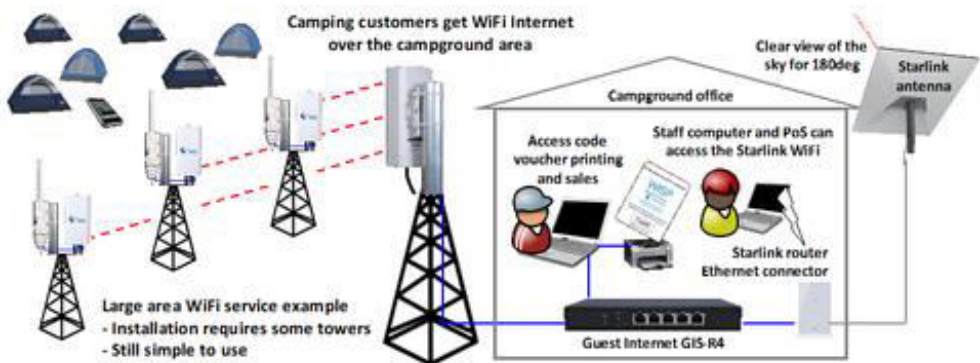 Camping customers get WiFi Internet
over the campground area
Clear view of the
sky for 180deg
Starlink
antenna
Campground office
Access code
voucher printing
and sales
Staff computer and PoS can
access the Starlink WiFi
WISP
Starlink router
Ethernet connector
Large area WiFi service example
- Installation requires some towers
- Still simple to use
Guest Internet GIS-R4